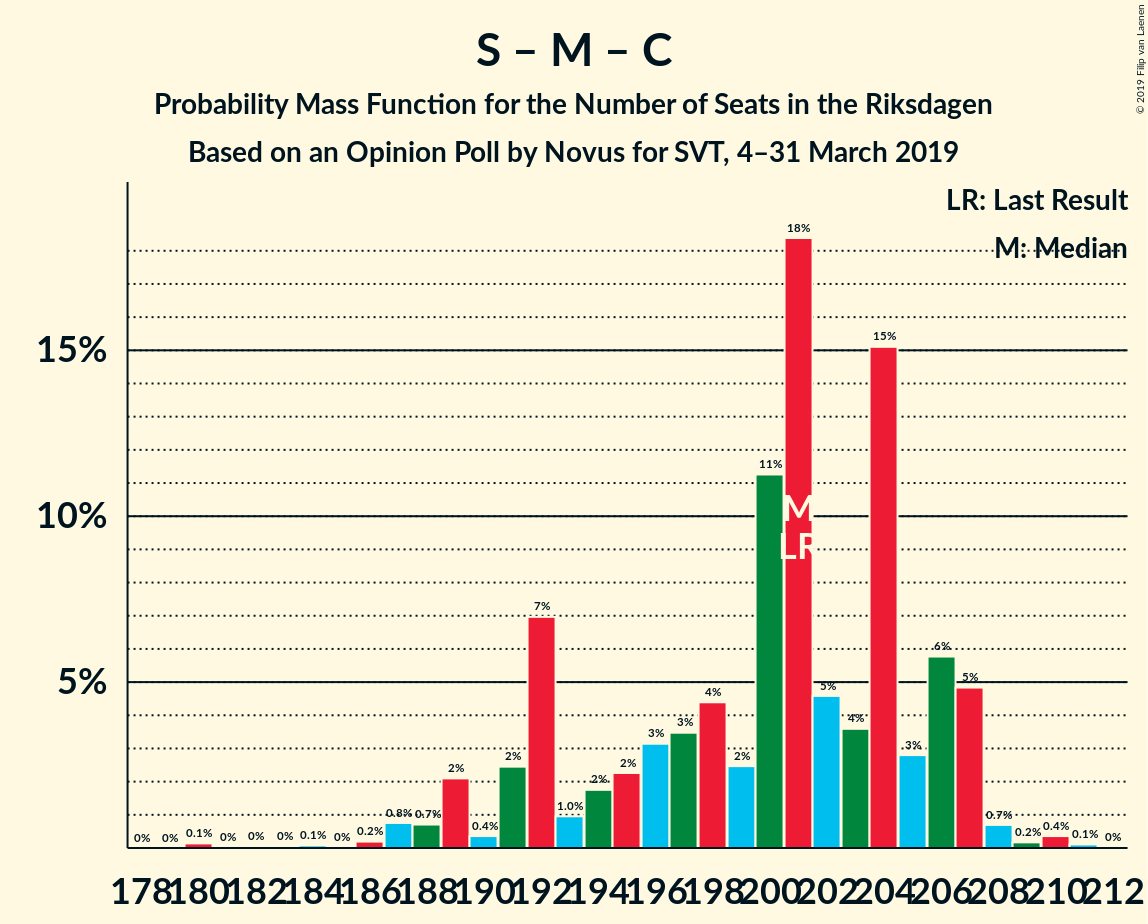 S – M – C
Probability Mass Function for the Number of Seats in the Riksdagen
Based on an Opinion Poll by Novus for SVT, 4–31 March 2019
© 2019 Filip van Laenen
LR: Last Result
M: Median
15%
10%
5%
0% 0% 0.1% 0% 0% 0% 0.1% 0% 0.2% 0.8% 0.7% 2% 0.4% 2% 7% 1.0% 2% 2% 3% 3% 4% 2% 11% 18% 5% 4% 15% 3% 6% 5% 0.7% 0.2% 0.4% 0.1% 0%
M
LR
178 180 182 184 186 188 190 192 194 196 198 200 202 204 206 208 210 212